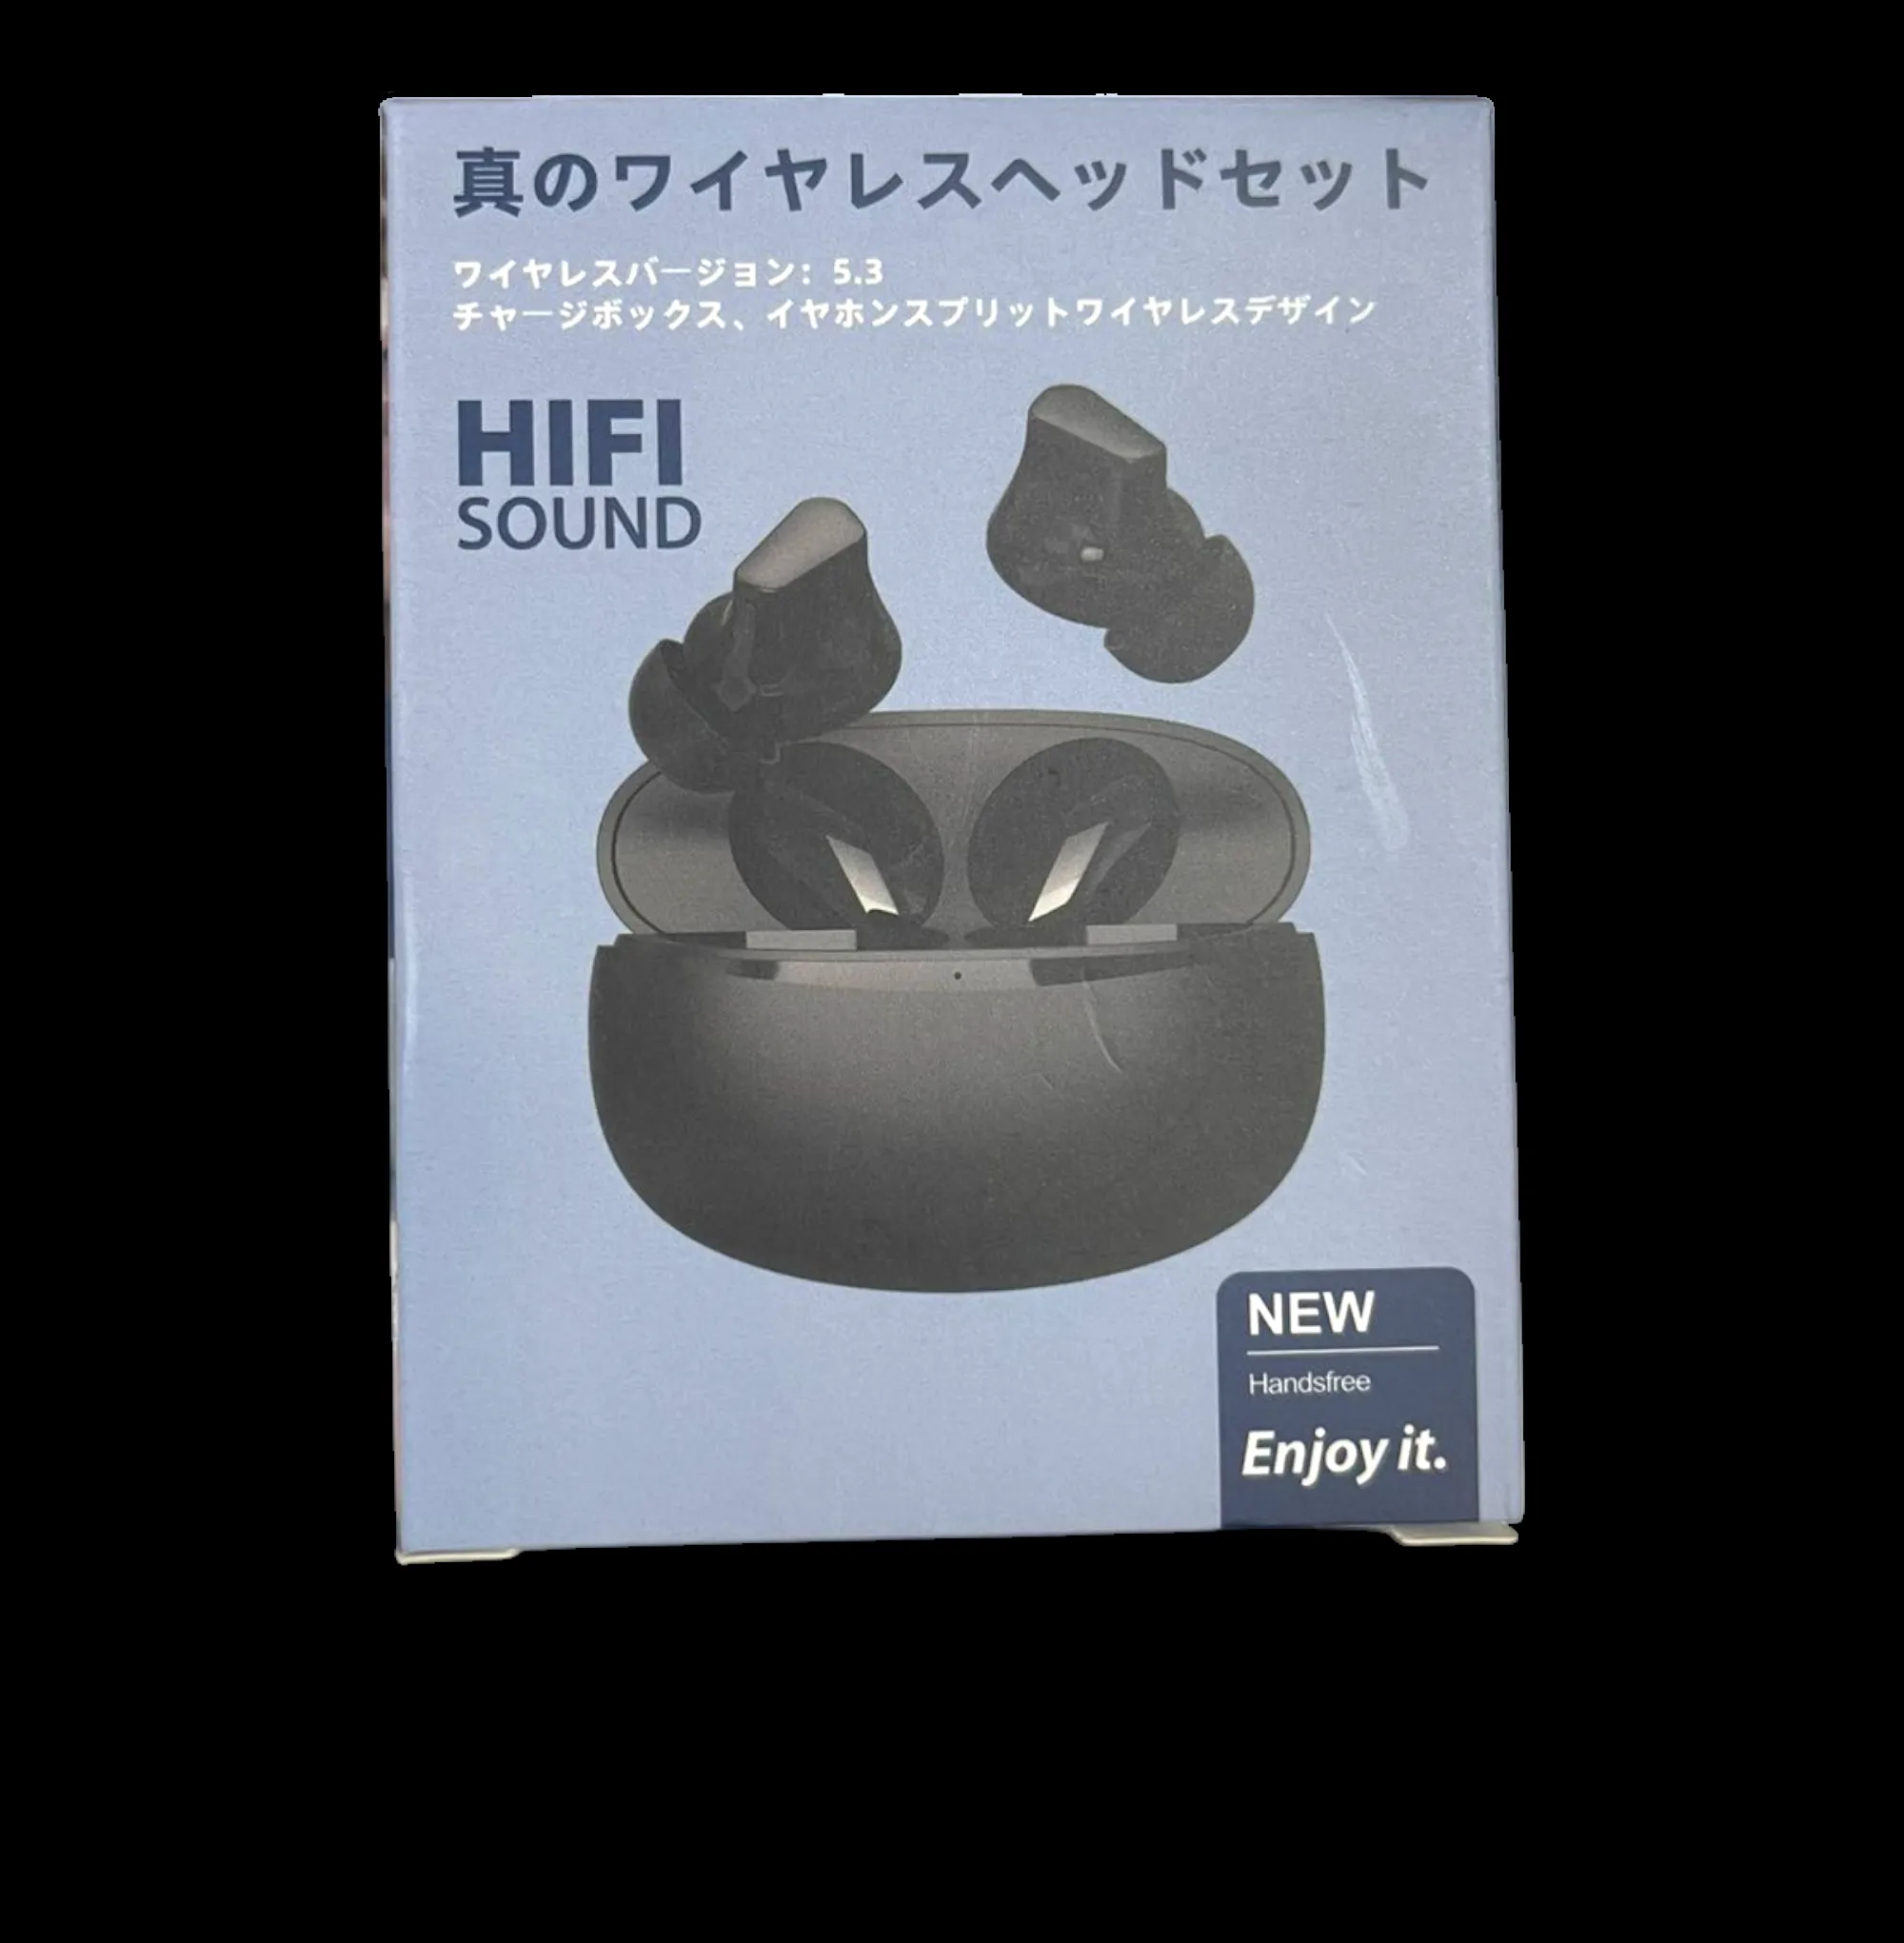 真のワイヤレスヘッドセット
ワイヤレスバージョン：5.3
チャージボックス、イヤホンスプリットワイヤレスデザイン
HIFI
SOUND
NEW
Handsfree
Enjoy it.